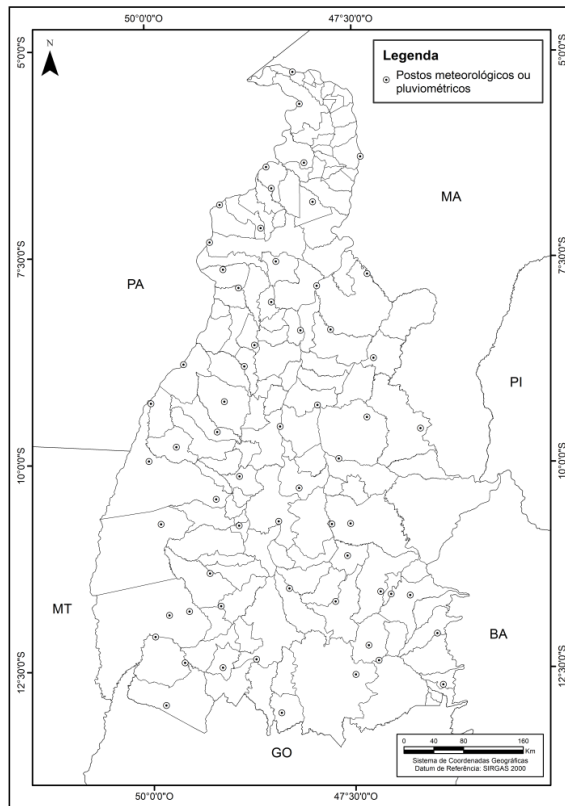 50°0'0"O
47°30'0"O
5°0'0"S
5°0'0"S
N
Legenda
Postos meteorológicos ou
pluviométricos
MA
7°30'0"S
7°30'0"S
PA
PI
10°0'0"S
10°0'0"S
MT
BA
12°30'0"S
12°30'0"S
GO
0 40 80 160
Km
Sistema de Coordenadas Geográficas
Datum de Referência: SIRGAS 2000
50°0'0"O
47°30'0"O